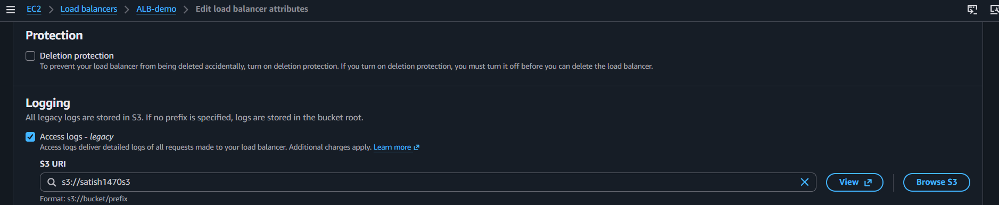 EC2 > Load balancers > ALB-demo > Edit load balancer attributes
Protection
Deletion protection
To prevent your load balancer from being deleted accidentally, turn on deletion protection. If you turn on deletion protection, you must turn it off before you can delete the load balancer.
Logging
All legacy logs are stored in S3. If no prefix is specified, logs are stored in the bucket root.
Access logs - legacy
Access logs deliver detailed logs of all requests made to your load balancer. Additional charges apply. Learn more
S3 URI
s3://satish1470s3 View Browse S3
Format: s3://bucket/prefix